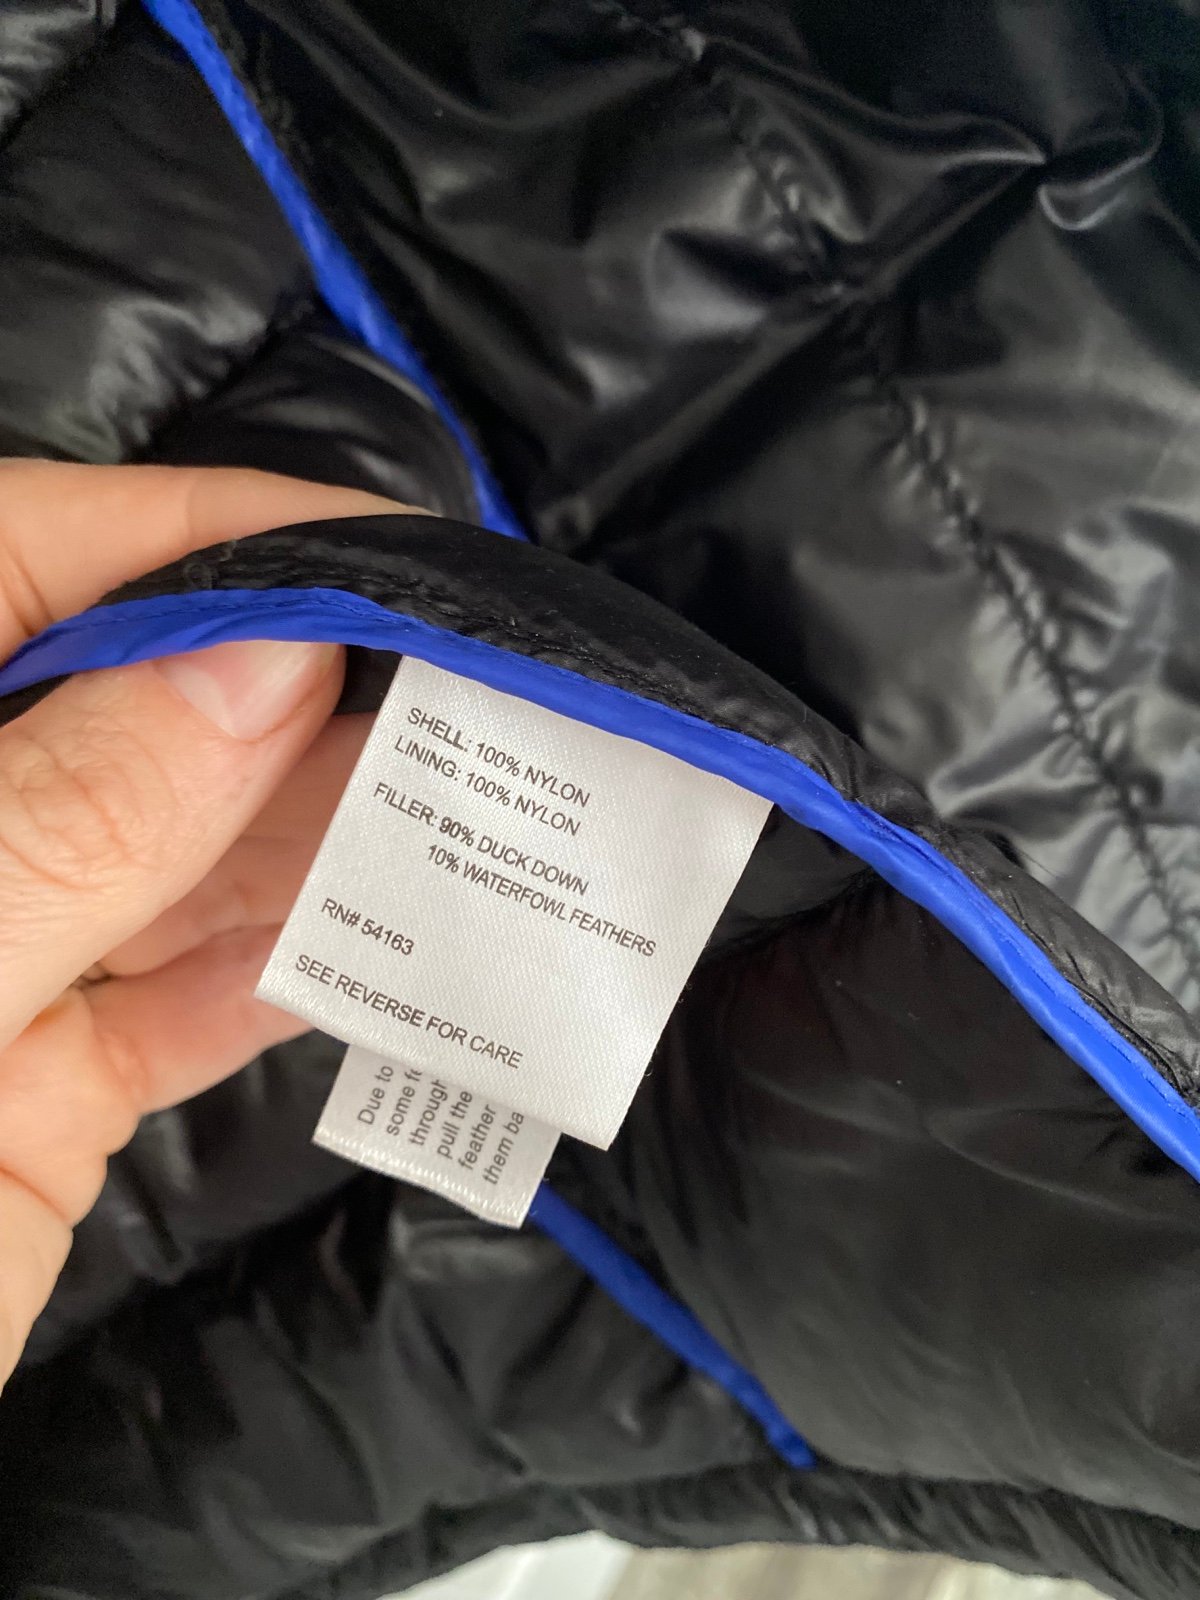 SHELL: 100% NYLON
LINING: 100% NYLON
FILLER: 90% DUCK DOWN
10% WATERFOWL FEATHERS
RN# 54163
SEE REVERSE FOR CARE
Due to
some
through
pull the
feather
them